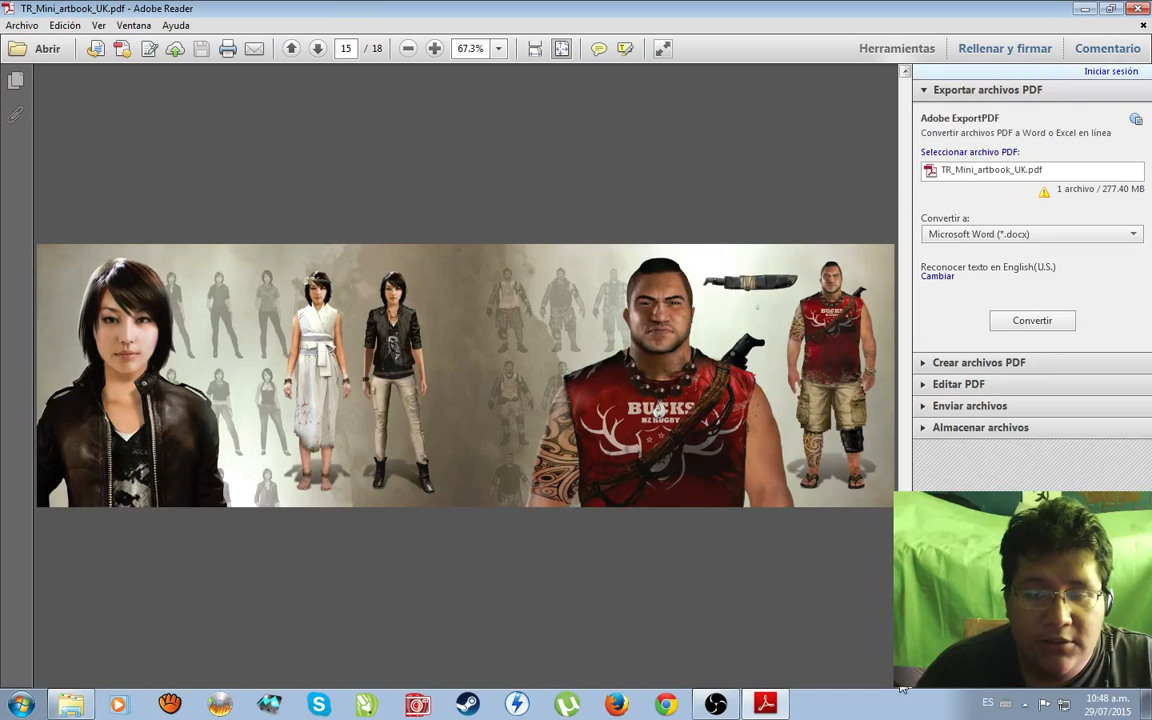 TR_Mini_artbook_UK.pdf - Adobe Reader
Archivo Edición Ver Ventana Ayuda
Abrir 15 / 18 67.3% Herramientas Rellenar y firmar Comentario
Iniciar sesión
Exportar archivos PDF
Adobe ExportPDF
Convertir archivos PDF a Word o Excel en línea
Seleccionar archivo PDF:
TR_Mini_artbook_UK.pdf
1 archivo / 277.40 MB
Convertir a:
Microsoft Word (*.docx)
Reconocer texto en English(U.S.)
Cambiar
Convertir
Crear archivos PDF
Editar PDF
Enviar archivos
Almacenar archivos
BUCKS
NZ RUGBY
BUCKS
ES
10:48 a.m.
29/07/2015